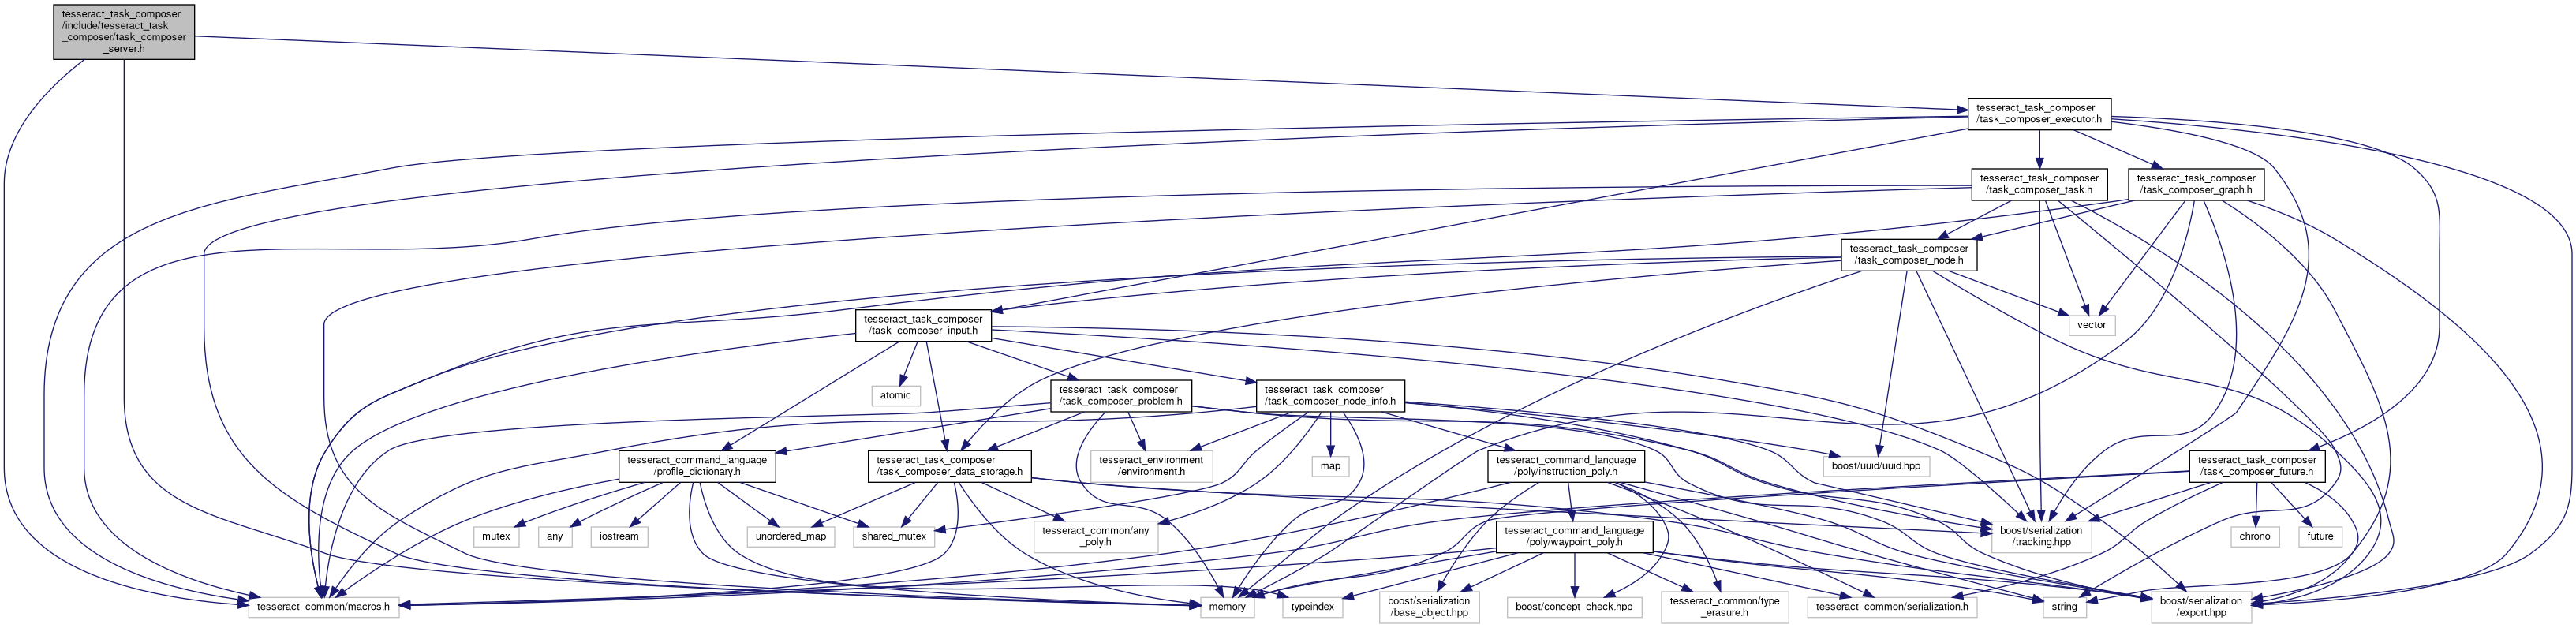 tesseract_task_composer
/include/tesseract_task
_composer/task_composer
_server.h
tesseract_task_composer
/task_composer_executor.h
tesseract_task_composer
/task_composer_task.h
tesseract_task_composer
/task_composer_graph.h
tesseract_task_composer
/task_composer_node.h
tesseract_task_composer
/task_composer_input.h
vector
atomic
tesseract_task_composer
/task_composer_problem.h
tesseract_task_composer
/task_composer_node_info.h
tesseract_command_language
/profile_dictionary.h
tesseract_task_composer
/task_composer_data_storage.h
tesseract_environment
/environment.h
map
tesseract_command_language
/poly/instruction_poly.h
boost/uuid/uuid.hpp
tesseract_task_composer
/task_composer_future.h
mutex
any
iostream
unordered_map
shared_mutex
tesseract_common/any
_poly.h
tesseract_command_language
/poly/waypoint_poly.h
boost/serialization
/tracking.hpp
chrono
future
tesseract_common/macros.h
memory
typeindex
boost/serialization
/base_object.hpp
boost/concept_check.hpp
tesseract_common/type
_erasure.h
tesseract_common/serialization.h
string
boost/serialization
/export.hpp